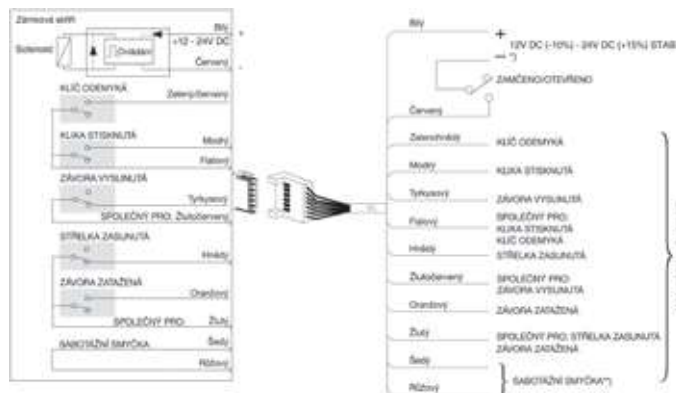 Zámková skříň
Bílý
+
+12 - 24V DC
Solenoid
Ovládání
Červený
-
KLÍČ ODEMYKÁ
Zelený/červený
KLIKA STISKNUTÁ
Modrý
Fialový
ZÁVORA VYSUNUTÁ
Tyrkysový
SPOLEČNÝ PRO: Žlutočervený
STŘELKA ZASUNUTÁ
Hnědý
ZÁVORA ZATAŽENÁ
Oranžový
SPOLEČNÝ PRO: Žlutý
SABOTÁŽNÍ SMYČKA
Šedý
Růžový
Bílý
+
12V DC (-10%) - 24V DC (+15%) STAB
- *)
ZAMČENO/OTEVŘENO
Červený
Zelenohnědý KLÍČ ODEMYKÁ
Modrý KLIKA STISKNUTÁ
Tyrkysový ZÁVORA VYSUNUTÁ
Fialový SPOLEČNÝ PRO:
KLIKA STISKNUTÁ
KLÍČ ODEMYKÁ
Hnědý STŘELKA ZASUNUTÁ
Žlutočervený SPOLEČNÝ PRO:
ZÁVORA VYSUNUTÁ
Oranžový ZÁVORA ZATAŽENÁ
Žlutý SPOLEČNÝ PRO: STŘELKA ZASUNUTÁ
ZÁVORA ZATAŽENÁ
Šedý
SABOTÁŽNÍ SMYČKA**)
Růžový